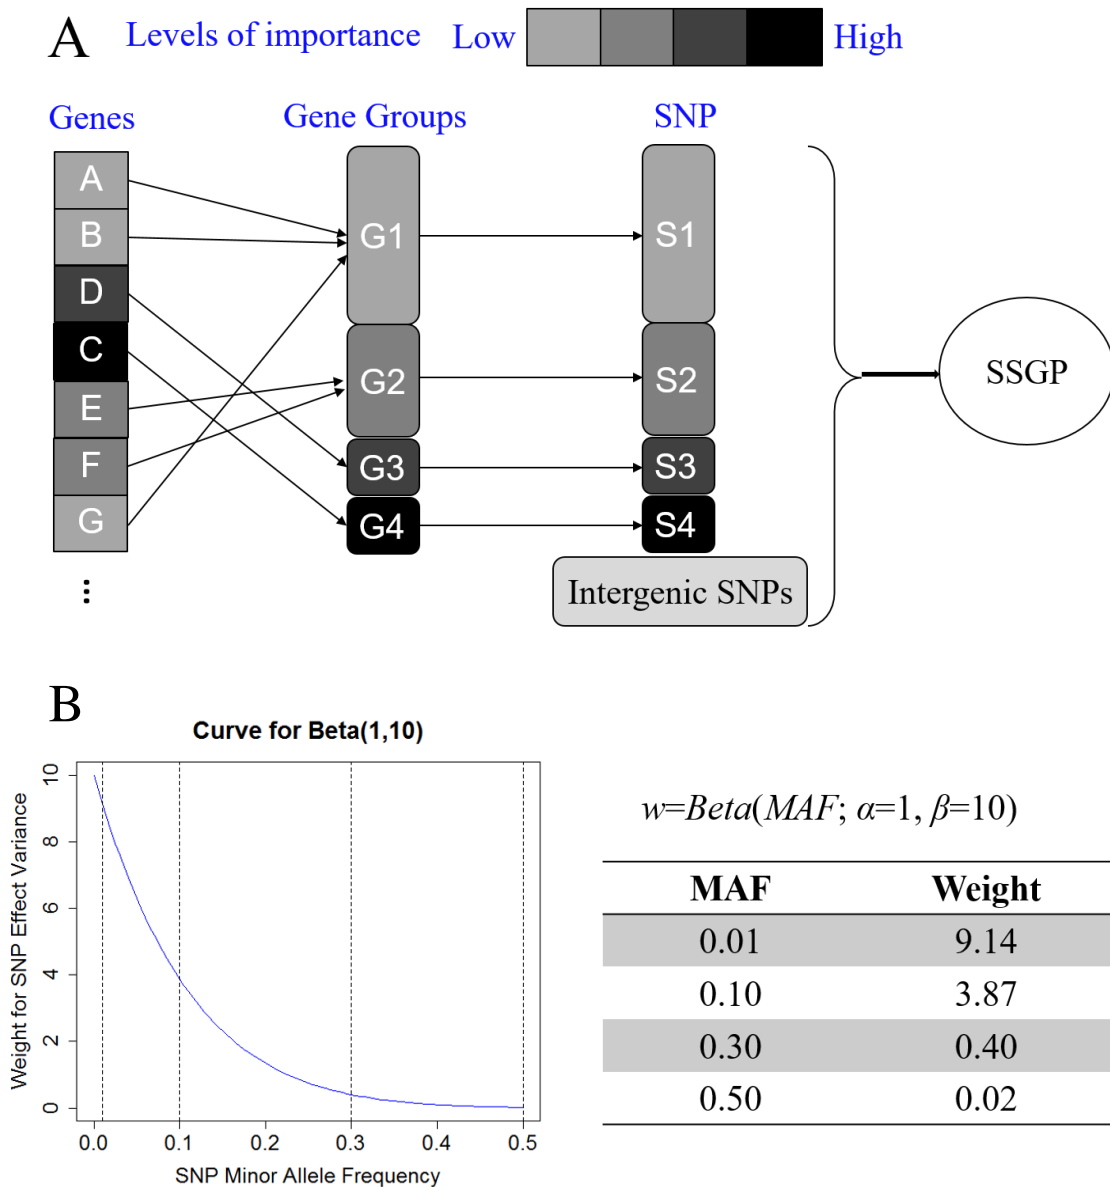 A
Levels of importance Low High
Genes Gene Groups SNP
A
B
D
C
E
F
G
...
G1
G2
G3
G4
S1
S2
S3
S4
Intergenic SNPs
SSGP
B
Curve for Beta(1,10)
Weight for SNP Effect Variance
10
8
6
4
2
0
0.0 0.1 0.2 0.3 0.4 0.5
SNP Minor Allele Frequency
w=Beta(MAF; α=1, β=10)
MAF Weight
0.01 9.14
0.10 3.87
0.30 0.40
0.50 0.02